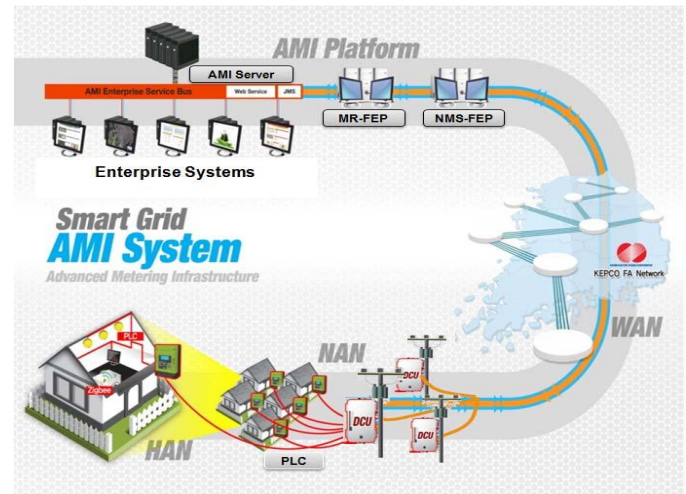 AMI Platform
AMI Server
AMI Enterprise Service Bus
Web Service
JMS
MR-FEP
NMS-FEP
Enterprise Systems
Smart Grid
AMI System
Advanced Metering Infrastructure
KEPCO FA Network
WAN
NAN
PLC
Zigbee
DCU
DCU
DCU
HAN
PLC